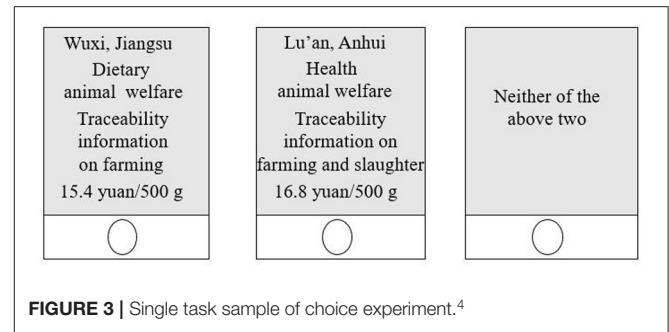 Wuxi, Jiangsu
Dietary
animal welfare
Traceability
information
on farming
15.4 yuan/500 g
Lu’an, Anhui
Health
animal welfare
Traceability
information on
farming and slaughter
16.8 yuan/500 g
Neither of the
above two
FIGURE 3 | Single task sample of choice experiment.4